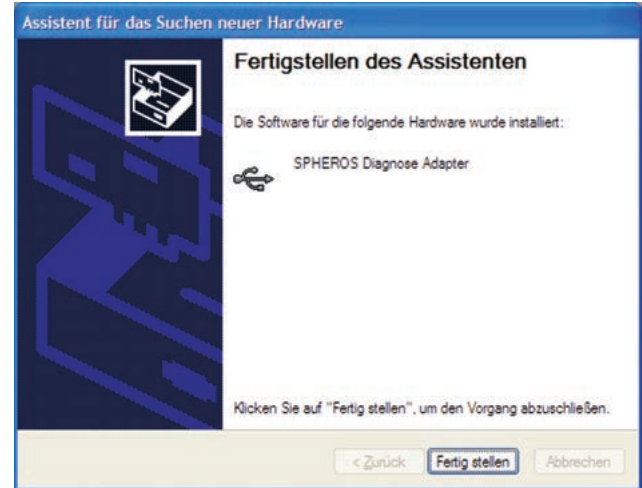 Assistent für das Suchen neuer Hardware
Fertigstellen des Assistenten
Die Software für die folgende Hardware wurde installiert:
SPHEROS Diagnose Adapter
Klicken Sie auf "Fertig stellen", um den Vorgang abzuschließen.
< Zurück Fertig stellen Abbrechen